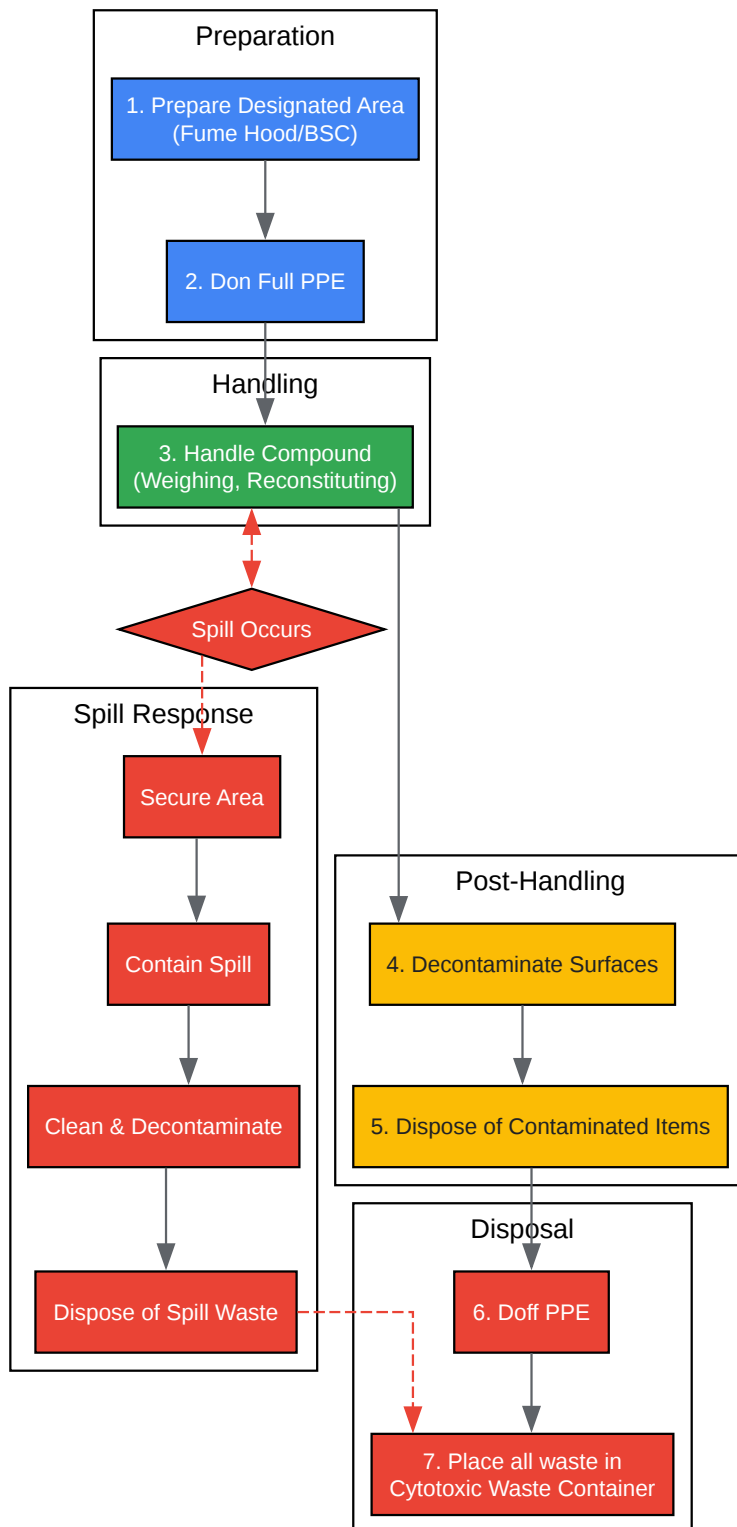 Preparation
1. Prepare Designated Area
(Fume Hood/BSC)
2. Don Full PPE
Handling
3. Handle Compound
(Weighing, Reconstituting)
Spill Occurs
Spill Response
Secure Area
Contain Spill
Clean & Decontaminate
Dispose of Spill Waste
Post-Handling
4. Decontaminate Surfaces
5. Dispose of Contaminated Items
Disposal
6. Doff PPE
7. Place all waste in
Cytotoxic Waste Container